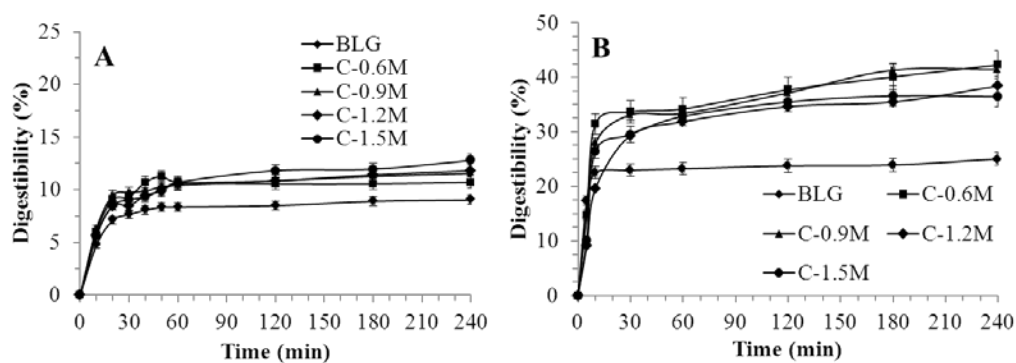 A
Digestibility (%)
25
20
15
10
5
0
BLG
C-0.6M
C-0.9M
C-1.2M
C-1.5M
0 30 60 90 120 150 180 210 240
Time (min)
B
Digestibility (%)
50
40
30
20
10
0
BLG C-0.6M
C-0.9M C-1.2M
C-1.5M
0 30 60 90 120 150 180 210 240
Time (min)